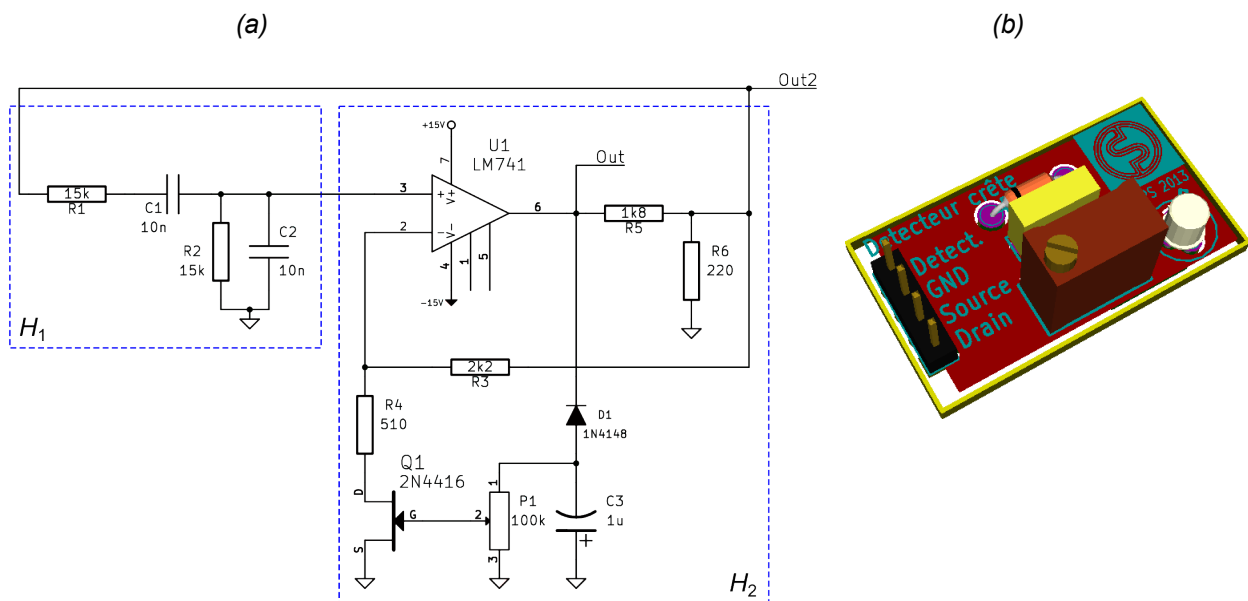 (a)
(b)
Out2
+15V
7
U1
LM741
Out
15k
R1
C1
10n
3
+
V+
6
1k8
R5
R2
15k
C2
10n
2
-
V-
4
1
5
R6
220
-15V
H1
2k2
R3
R4
510
D1
1N4148
Q1
2N4416
D
G
S
1
2
3
P1
100k
C3
1u
+
H2
Detecteur crête
Detect.
GND
Source
Drain
2013